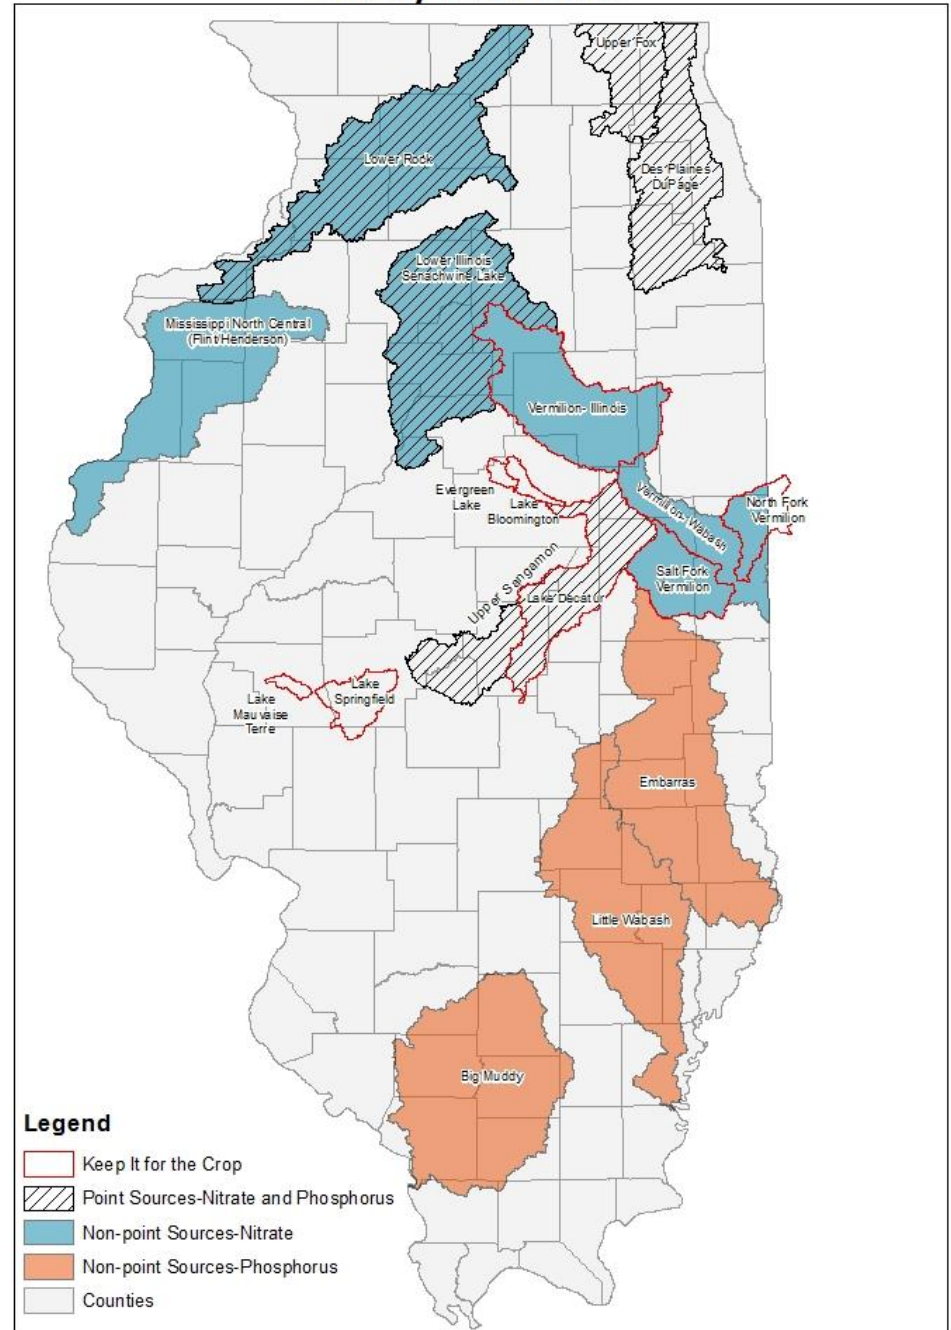 Upper Fox
Lower Rock
Des Plaines
DuPage
Lower Illinois
Senachwine Lake
Mississippi North Central
(Flint/Henderson)
Vermilion- Illinois
Evergreen
Lake
Lake
Bloomington
Vermilion- Wabash
North Fork
Vermilion
Salt Fork
Vermilion
Upper Sangamon
Lake Decatur
Lake
Springfield
Lake
Mauvaise
Terre
Embarras
Little Wabash
Big Muddy
Legend
Keep It for the Crop
Point Sources-Nitrate and Phosphorus
Non-point Sources-Nitrate
Non-point Sources-Phosphorus
Counties